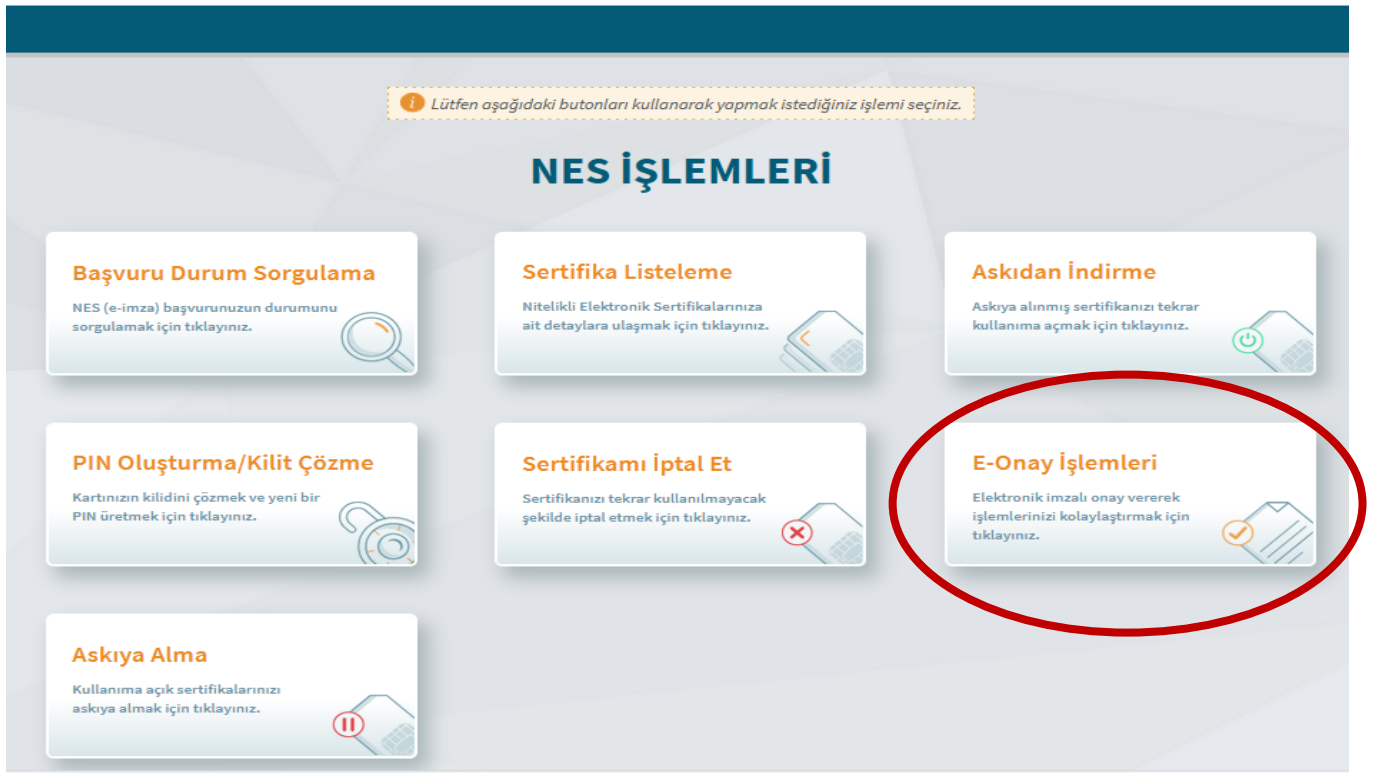 Lütfen aşağıdaki butonları kullanarak yapmak istediğiniz işlemi seçiniz.
NES İŞLEMLERİ
Başvuru Durum Sorgulama
NES (e-imza) başvurunuzun durumunu
sorgulamak için tıklayınız.
Sertifika Listeleme
Nitelikli Elektronik Sertifikalarınıza
ait detaylara ulaşmak için tıklayınız.
Askıdan İndirme
Askıya alınmış sertifikanızı tekrar
kullanıma açmak için tıklayınız.
PIN Oluşturma/Kilit Çözme
Kartınızın kilidini çözmek ve yeni bir
PIN üretmek için tıklayınız.
Sertifikamı İptal Et
Sertifikanızı tekrar kullanılmayacak
şekilde iptal etmek için tıklayınız.
E-Onay İşlemleri
Elektronik imzalı onay vererek
işlemlerinizi kolaylaştırmak için
tıklayınız.
Askıya Alma
Kullanıma açık sertifikalarınızı
askıya almak için tıklayınız.